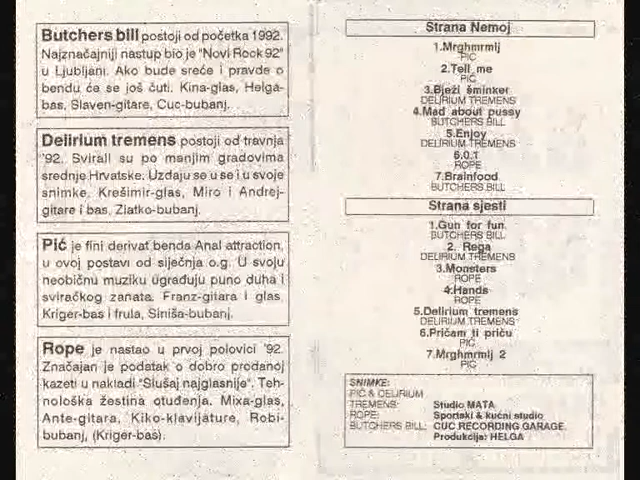 Butchers bill postoji od početka 1992.
Najznačajniji nastup bio je "Novi Rock 92"
u Ljubljani. Ako bude sreće i pravde o
bendu će se još čuti. Kina-glas, Helga-
bas, Slaven-gitare, Cuc-bubanj.
Delirium tremens postoji od travnja
'92. Svirali su po manjim gradovima
srednje Hrvatske. Uzdaju se u se i u svoje
snimke. Krešimir-glas, Miro i Andrej-
gitare i bas, Zlatko-bubanj.
Pić je fini derivat benda Anal attraction,
u ovoj postavi od siječnja o.g. U svoju
neobičnu muziku ugrađuju puno duha i
sviračkog zanata. Franz-gitara i glas,
Kriger-bas i frula, Siniša-bubanj.
Rope je nastao u prvoj polovici '92.
Značajan je podatak o dobro prodanoj
kazeti u nakladi "Slušaj najglasnije". Teh-
nološka žestina otuđenja. Mixa-glas,
Ante-gitara, Kiko-klavijature, Robi-
bubanj, (Kriger-bas).
Strana Nemoj
1.Mrghmrmlj
PIĆ
2.Tell me
PIĆ
3.Bježi šminker
DELIRIUM TREMENS
4.Mad about pussy
BUTCHERS BILL
5.Enjoy
DELIRIUM TREMENS
6.0.1
ROPE
7.Brainfood
BUTCHERS BILL
Strana sjesti
1.Gun for fun
BUTCHERS BILL
2. Rega
DELIRIUM TREMENS
3.Monsters
ROPE
4.Hands
ROPE
5.Delirium tremens
DELIRIUM TREMENS
6.Pričam ti priču
PIĆ
7.Mrghmrmlj 2
PIĆ
SNIMKE:
PIĆ & DELIRIUM
TREMENS: Studio MATA
ROPE: Sportski & kućni studio
BUTCHERS BILL: CUC RECORDING GARAGE
Produkcija: HELGA